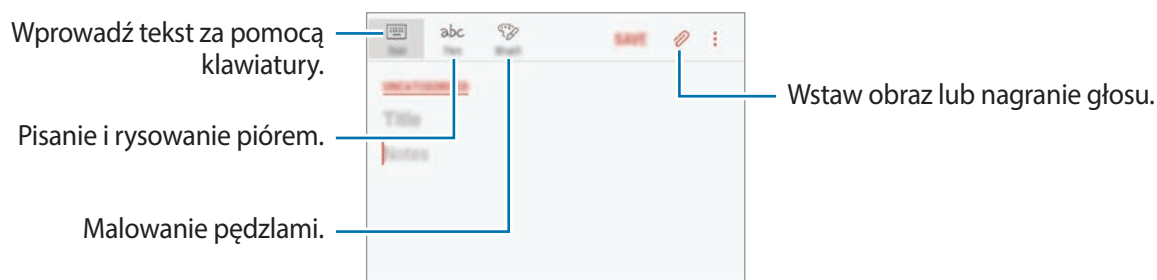 Wprowadź tekst za pomocą
klawiatury.
Pisanie i rysowanie piórem.
Malowanie pędzlami.
abc
SAVE
UNCATEGORIZED
Title
Notes
Wstaw obraz lub nagranie głosu.